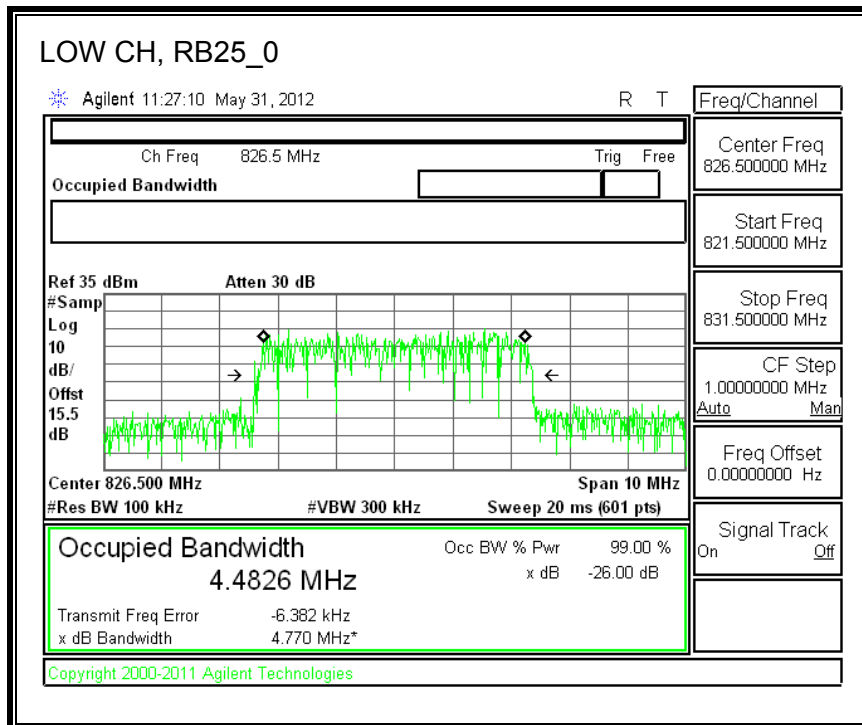 LOW CH, RB25_0
Agilent 11:27:10 May 31, 2012 R T
Freq/Channel
Ch Freq 826.5 MHz Trig Free
Occupied Bandwidth
Center Freq
826.500000 MHz
Start Freq
821.500000 MHz
Stop Freq
831.500000 MHz
CF Step
1.00000000 MHz
Auto Man
Freq Offset
0.00000000 Hz
Signal Track
On Off
Ref 35 dBm Atten 30 dB
#Samp
Log
10
dB/
Offst
15.5
dB
Center 826.500 MHz Span 10 MHz
#Res BW 100 kHz #VBW 300 kHz Sweep 20 ms (601 pts)
Occupied Bandwidth Occ BW % Pwr 99.00 %
4.4826 MHz x dB -26.00 dB
Transmit Freq Error -6.382 kHz
x dB Bandwidth 4.770 MHz*
Copyright 2000-2011 Agilent Technologies